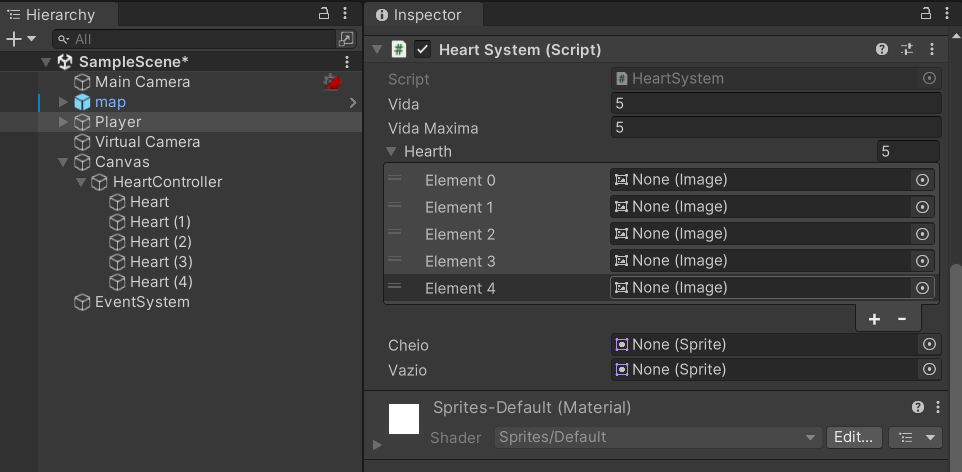 Hierarchy
All
SampleScene*
Main Camera
map
Player
Virtual Camera
Canvas
HeartController
Heart
Heart (1)
Heart (2)
Heart (3)
Heart (4)
EventSystem
Inspector
# Heart System (Script)
Script # HeartSystem
Vida 5
Vida Maxima 5
Hearth 5
Element 0 None (Image)
Element 1 None (Image)
Element 2 None (Image)
Element 3 None (Image)
Element 4 None (Image)
+ -
Cheio None (Sprite)
Vazio None (Sprite)
Sprites-Default (Material)
Shader Sprites/Default Edit...